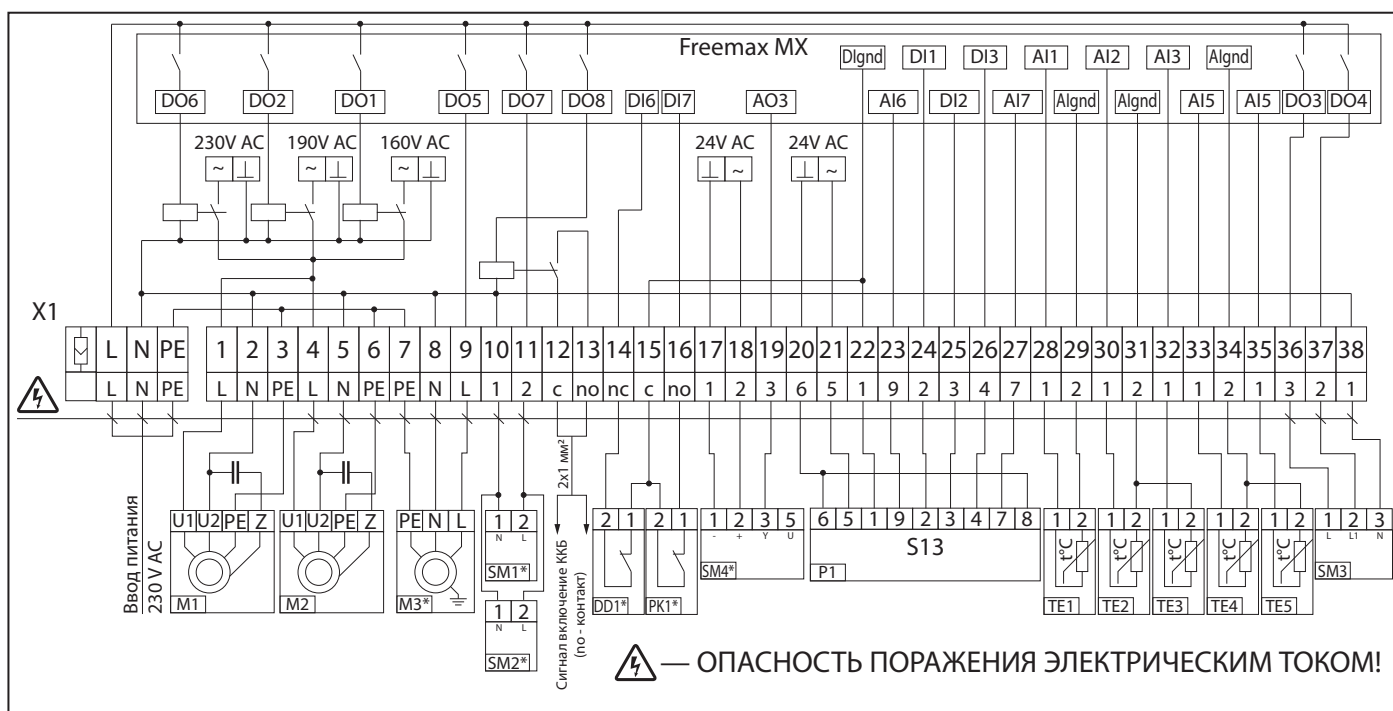 Freemax MX
DIgnd DI1 DI3 AI1 AI2 AI3 AIgnd
DO6 DO2 DO1 DO5 DO7 DO8 DI6 DI7 AO3 AI6 DI2 AI7 AIgnd AIgnd AI5 AI5 DO3 DO4
230V AC 190V AC 160V AC 24V AC 24V AC
~ ⊥ ~ ⊥ ~ ⊥ ⊥ ~ ⊥ ~
X1
L N PE 1 2 3 4 5 6 7 8 9 10 11 12 13 14 15 16 17 18 19 20 21 22 23 24 25 26 27 28 29 30 31 32 33 34 35 36 37 38
L N PE L N PE L N PE PE N L 1 2 c no nc c no 1 2 3 6 5 1 9 2 3 4 7 1 2 1 2 1 1 2 1 3 2 1
Ввод питания
230 V AC
U1 U2 PE Z
M1
U1 U2 PE Z
M2
PE N L
M3*
1 2
N L
SM1*
1 2
N L
SM2*
2x1 мм²
Сигнал включение ККБ
(no - контакт)
2 1
DD1*
2 1
PK1*
1 2 3 5
- + Y U
SM4*
6 5 1 9 2 3 4 7 8
S13
P1
1 2
t°C
TE1
1 2
t°C
TE2
1 2
t°C
TE3
1 2
t°C
TE4
1 2
t°C
TE5
1 2 3
L L1 N
SM3
— ОПАСНОСТЬ ПОРАЖЕНИЯ ЭЛЕКТРИЧЕСКИМ ТОКОМ!